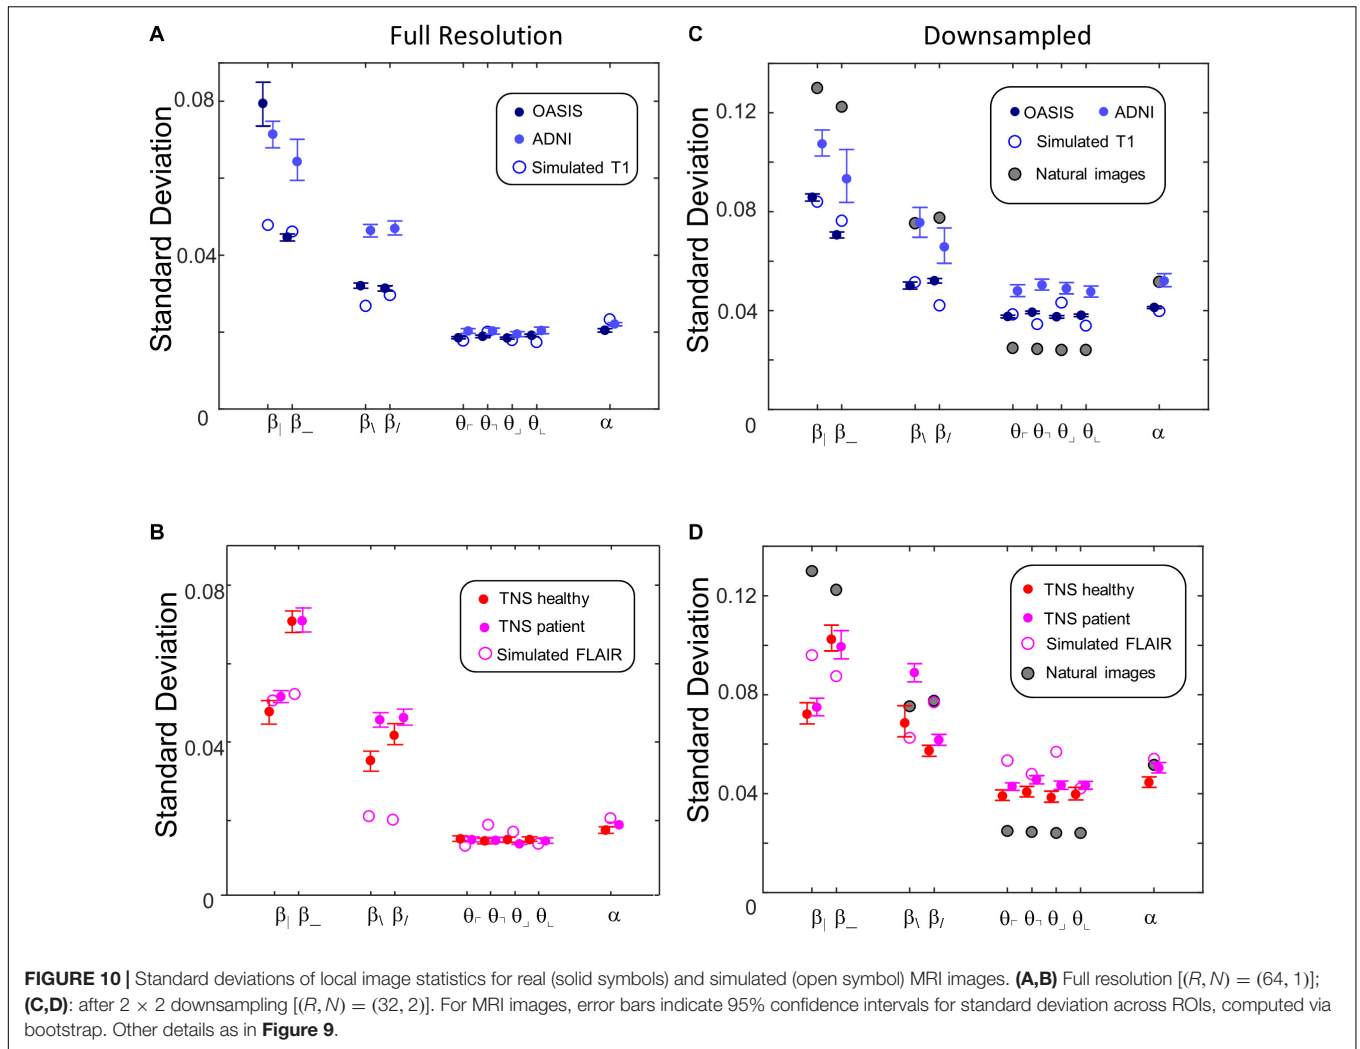 A
Full Resolution
Standard Deviation
0.08
0.04
0
OASIS
ADNI
Simulated T1
β| β_ β\ β/ θ⌜ θ⌝ θ⌟ θ⌞ α
C
Downsampled
Standard Deviation
0.12
0.08
0.04
0
OASIS ADNI
Simulated T1
Natural images
β| β_ β\ β/ θ⌜ θ⌝ θ⌟ θ⌞ α
B
Standard Deviation
0.08
0.04
0
TNS healthy
TNS patient
Simulated FLAIR
β| β_ β\ β/ θ⌜ θ⌝ θ⌟ θ⌞ α
D
Standard Deviation
0.12
0.08
0.04
0
TNS healthy
TNS patient
Simulated FLAIR
Natural images
β| β_ β\ β/ θ⌜ θ⌝ θ⌟ θ⌞ α
FIGURE 10 | Standard deviations of local image statistics for real (solid symbols) and simulated (open symbol) MRI images. (A,B) Full resolution [(R, N) = (64, 1)];
(C,D): after 2 × 2 downsampling [(R, N) = (32, 2)]. For MRI images, error bars indicate 95% confidence intervals for standard deviation across ROIs, computed via
bootstrap. Other details as in Figure 9.